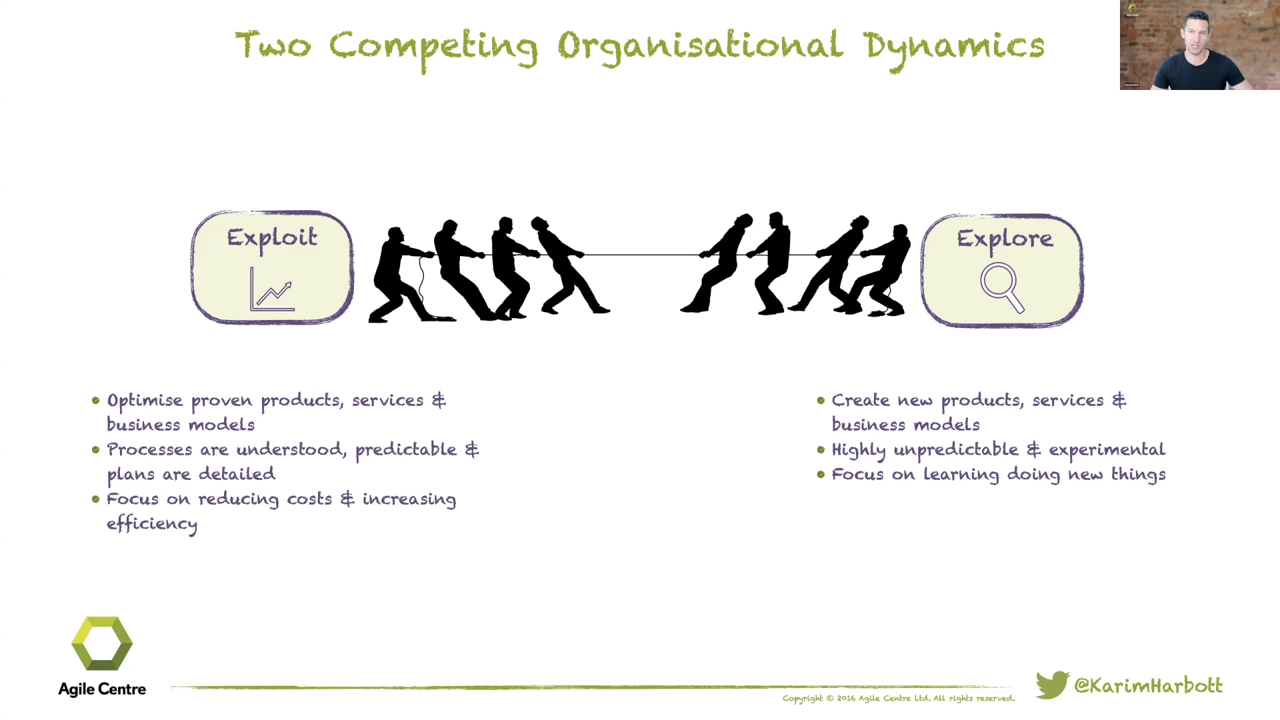 Two Competing Organisational Dynamics
Exploit
Explore
Optimise proven products, services &
business models
Processes are understood, predictable &
plans are detailed
Focus on reducing costs & increasing
efficiency
Create new products, services &
business models
Highly unpredictable & experimental
Focus on learning doing new things
Agile Centre
Copyright © 2016 Agile Centre Ltd. All rights reserved.
@KarimHarbott